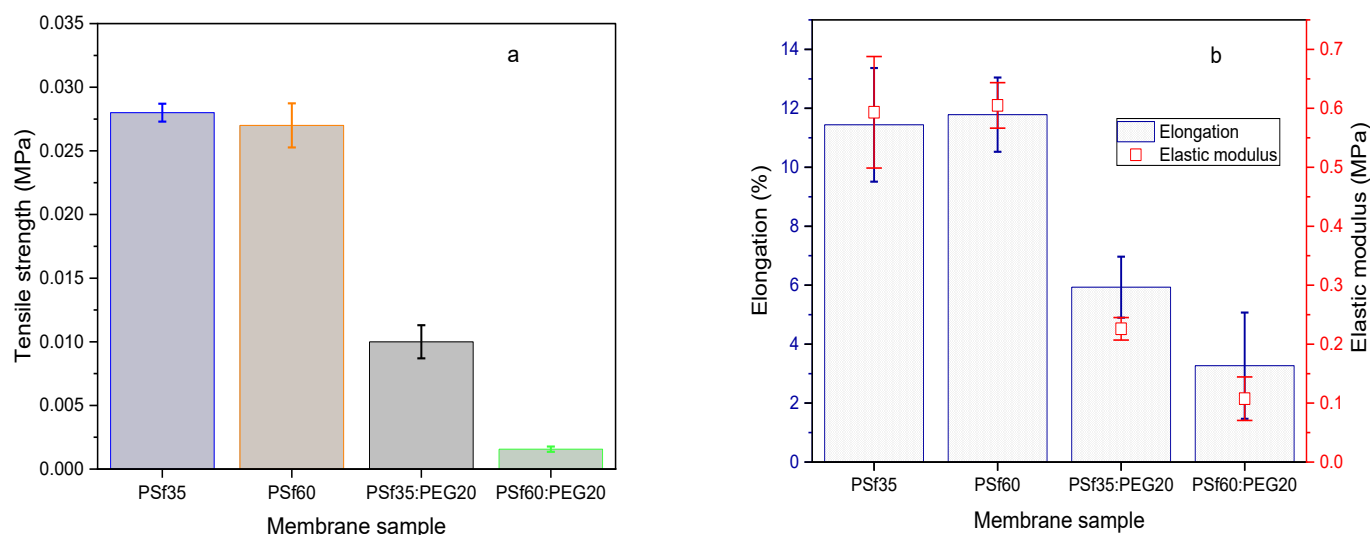 a
Tensile strength (MPa)
0.035
0.030
0.025
0.020
0.015
0.010
0.005
0.000
PSf35 PSf60 PSf35:PEG20 PSf60:PEG20
Membrane sample
b
Elongation (%)
14
12
10
8
6
4
2
0
Elongation
Elastic modulus
0.7
0.6
0.5
0.4
0.3
0.2
0.1
0.0
Elastic modulus (MPa)
PSf35 PSf60 PSf35:PEG20 PSf60:PEG20
Membrane sample